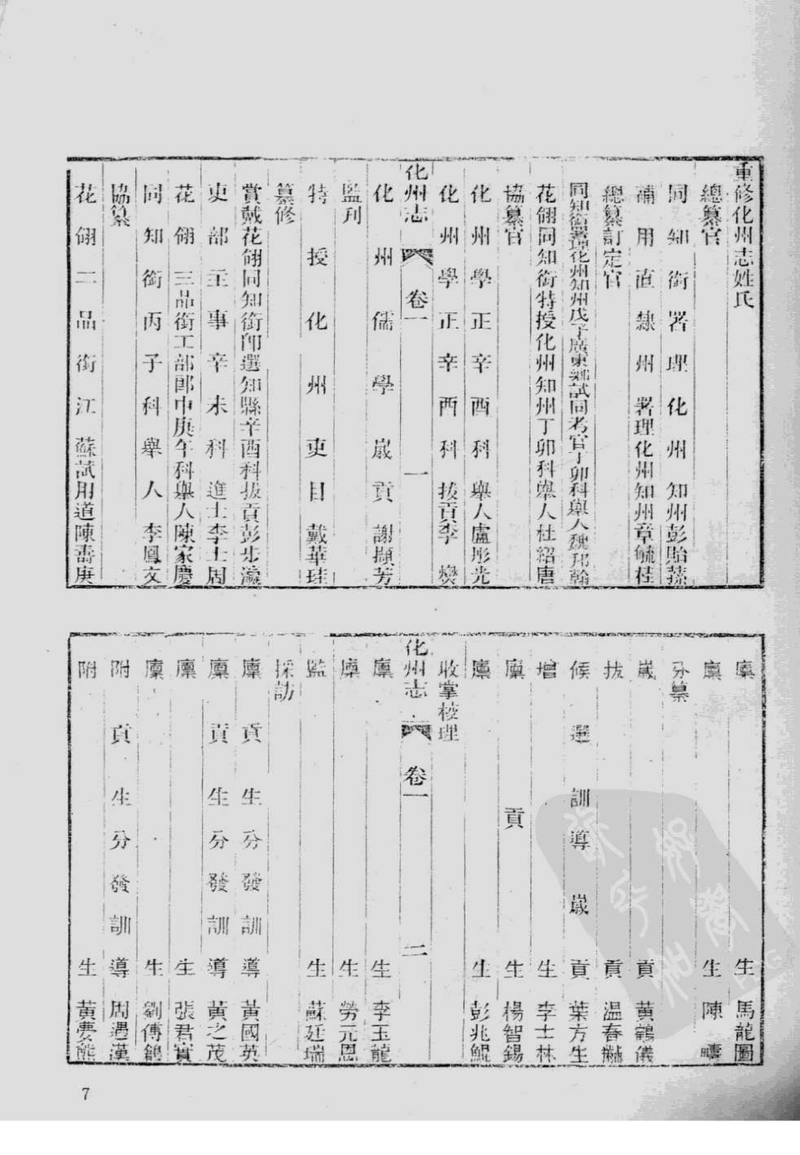 重修化州志姓氏
總纂官
同知銜署理化州知州彭貽蓀
補用直隸州署理化州知州章毓桂
總纂訂定官
同知銜署理化州知州戊子廣東鄉試同考官丁卯科舉人魏邦翰
花翎同知銜特授化州知州丁卯科舉人杜紹唐
協纂官
化州學正辛酉科舉人盧彤光
化州學正辛酉科拔貢李燮
化州志 卷一 一
化州儒學嵗貢謝擷芳
監刋
特授化州吏目戴華珪
纂修
賞戴花翎同知銜卽選知縣辛酉科拔貢彭步瀛
吏部主事辛未科進士李士周
花翎三品銜工部郎中庚午科舉人陳家慶
同知銜丙子科舉人李鳳文
協纂
花翎二品銜江蘇試用道陳壽庚
廩生馬龍圖
廩生陳疇
分纂
嵗貢黃鶴儀
拔貢温春
候選訓導嵗貢葉方生
增生李士林
廩貢生楊智錫
廩生彭兆鯤
收掌校理
化州志 卷一 二
廩生李玉龍
廩生勞元恩
監生蘇廷瑞
採訪
廩貢生分發訓導黃國英
廩貢生分發訓導黃之茂
廩生張君實
廩生劉傳鶴
附貢生分發訓導周遇漢
附生黃夢熊
7